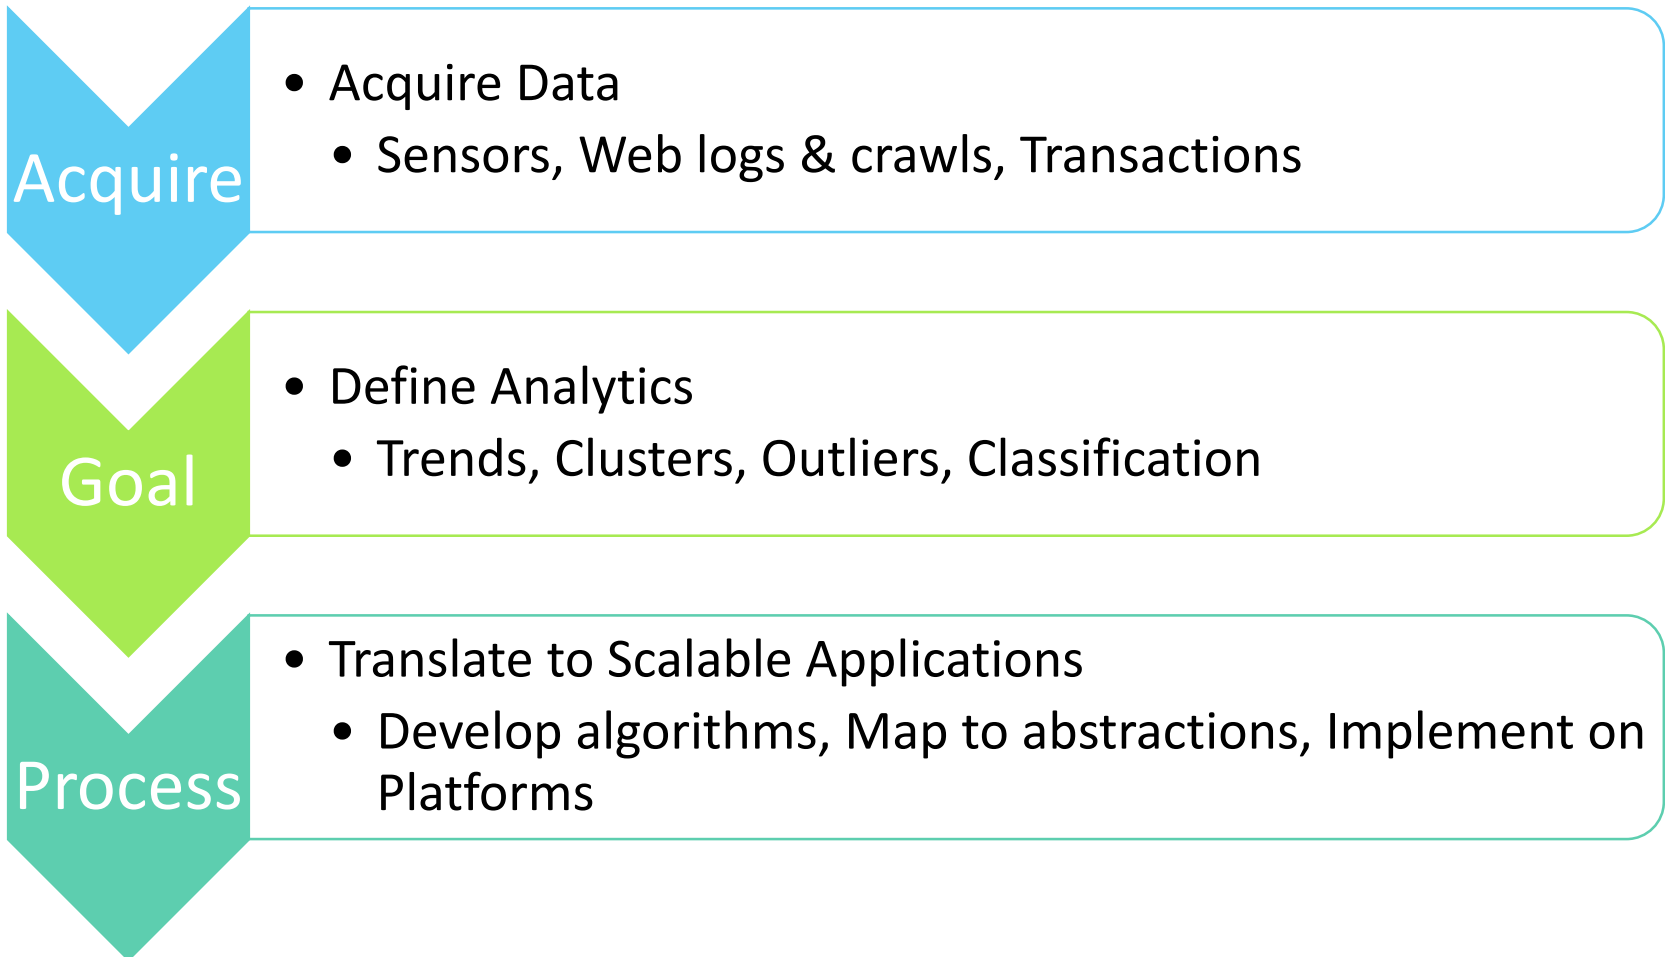 Acquire
• Acquire Data
• Sensors, Web logs & crawls, Transactions
Goal
• Define Analytics
• Trends, Clusters, Outliers, Classification
Process
• Translate to Scalable Applications
• Develop algorithms, Map to abstractions, Implement on
Platforms